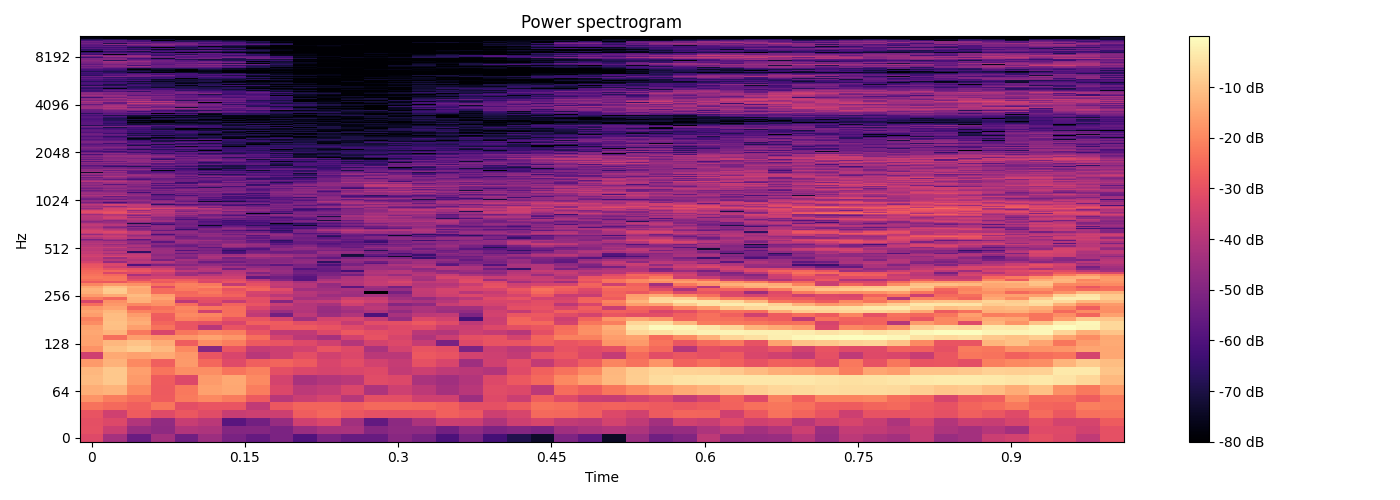 Power spectrogram
Hz
8192
4096
2048
1024
512
256
128
64
0
0 0.15 0.3 0.45 0.6 0.75 0.9
Time
-10 dB
-20 dB
-30 dB
-40 dB
-50 dB
-60 dB
-70 dB
-80 dB